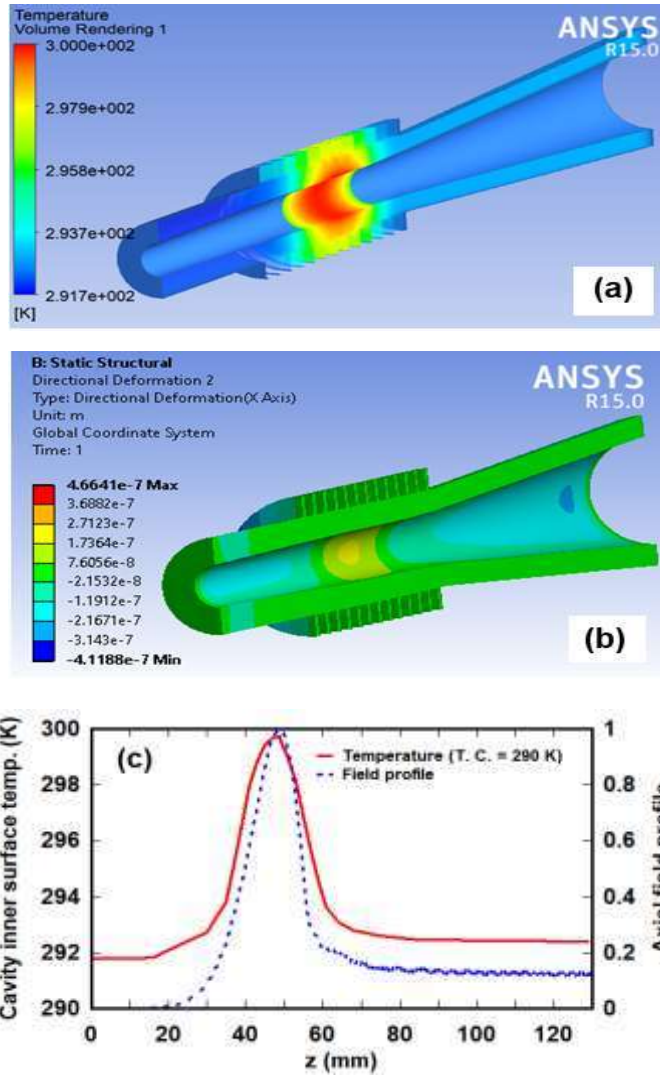 Temperature
Volume Rendering 1
3.000e+002
2.979e+002
2.958e+002
2.937e+002
2.917e+002
[K]
ANSYS
R15.0
(a)
B: Static Structural
Directional Deformation 2
Type: Directional Deformation(X Axis)
Unit: m
Global Coordinate System
Time: 1
4.6641e-7 Max
3.6882e-7
2.7123e-7
1.7364e-7
7.6056e-8
-2.1532e-8
-1.1912e-7
-2.1671e-7
-3.143e-7
-4.1188e-7 Min
ANSYS
R15.0
(b)
Cavity inner surface temp. (K)
300
298
296
294
292
290
(c)
Temperature (T. C. = 290 K)
Field profile
1
0.8
0.6
0.4
0.2
0
Axial field profile
0 20 40 60 80 100 120
z (mm)